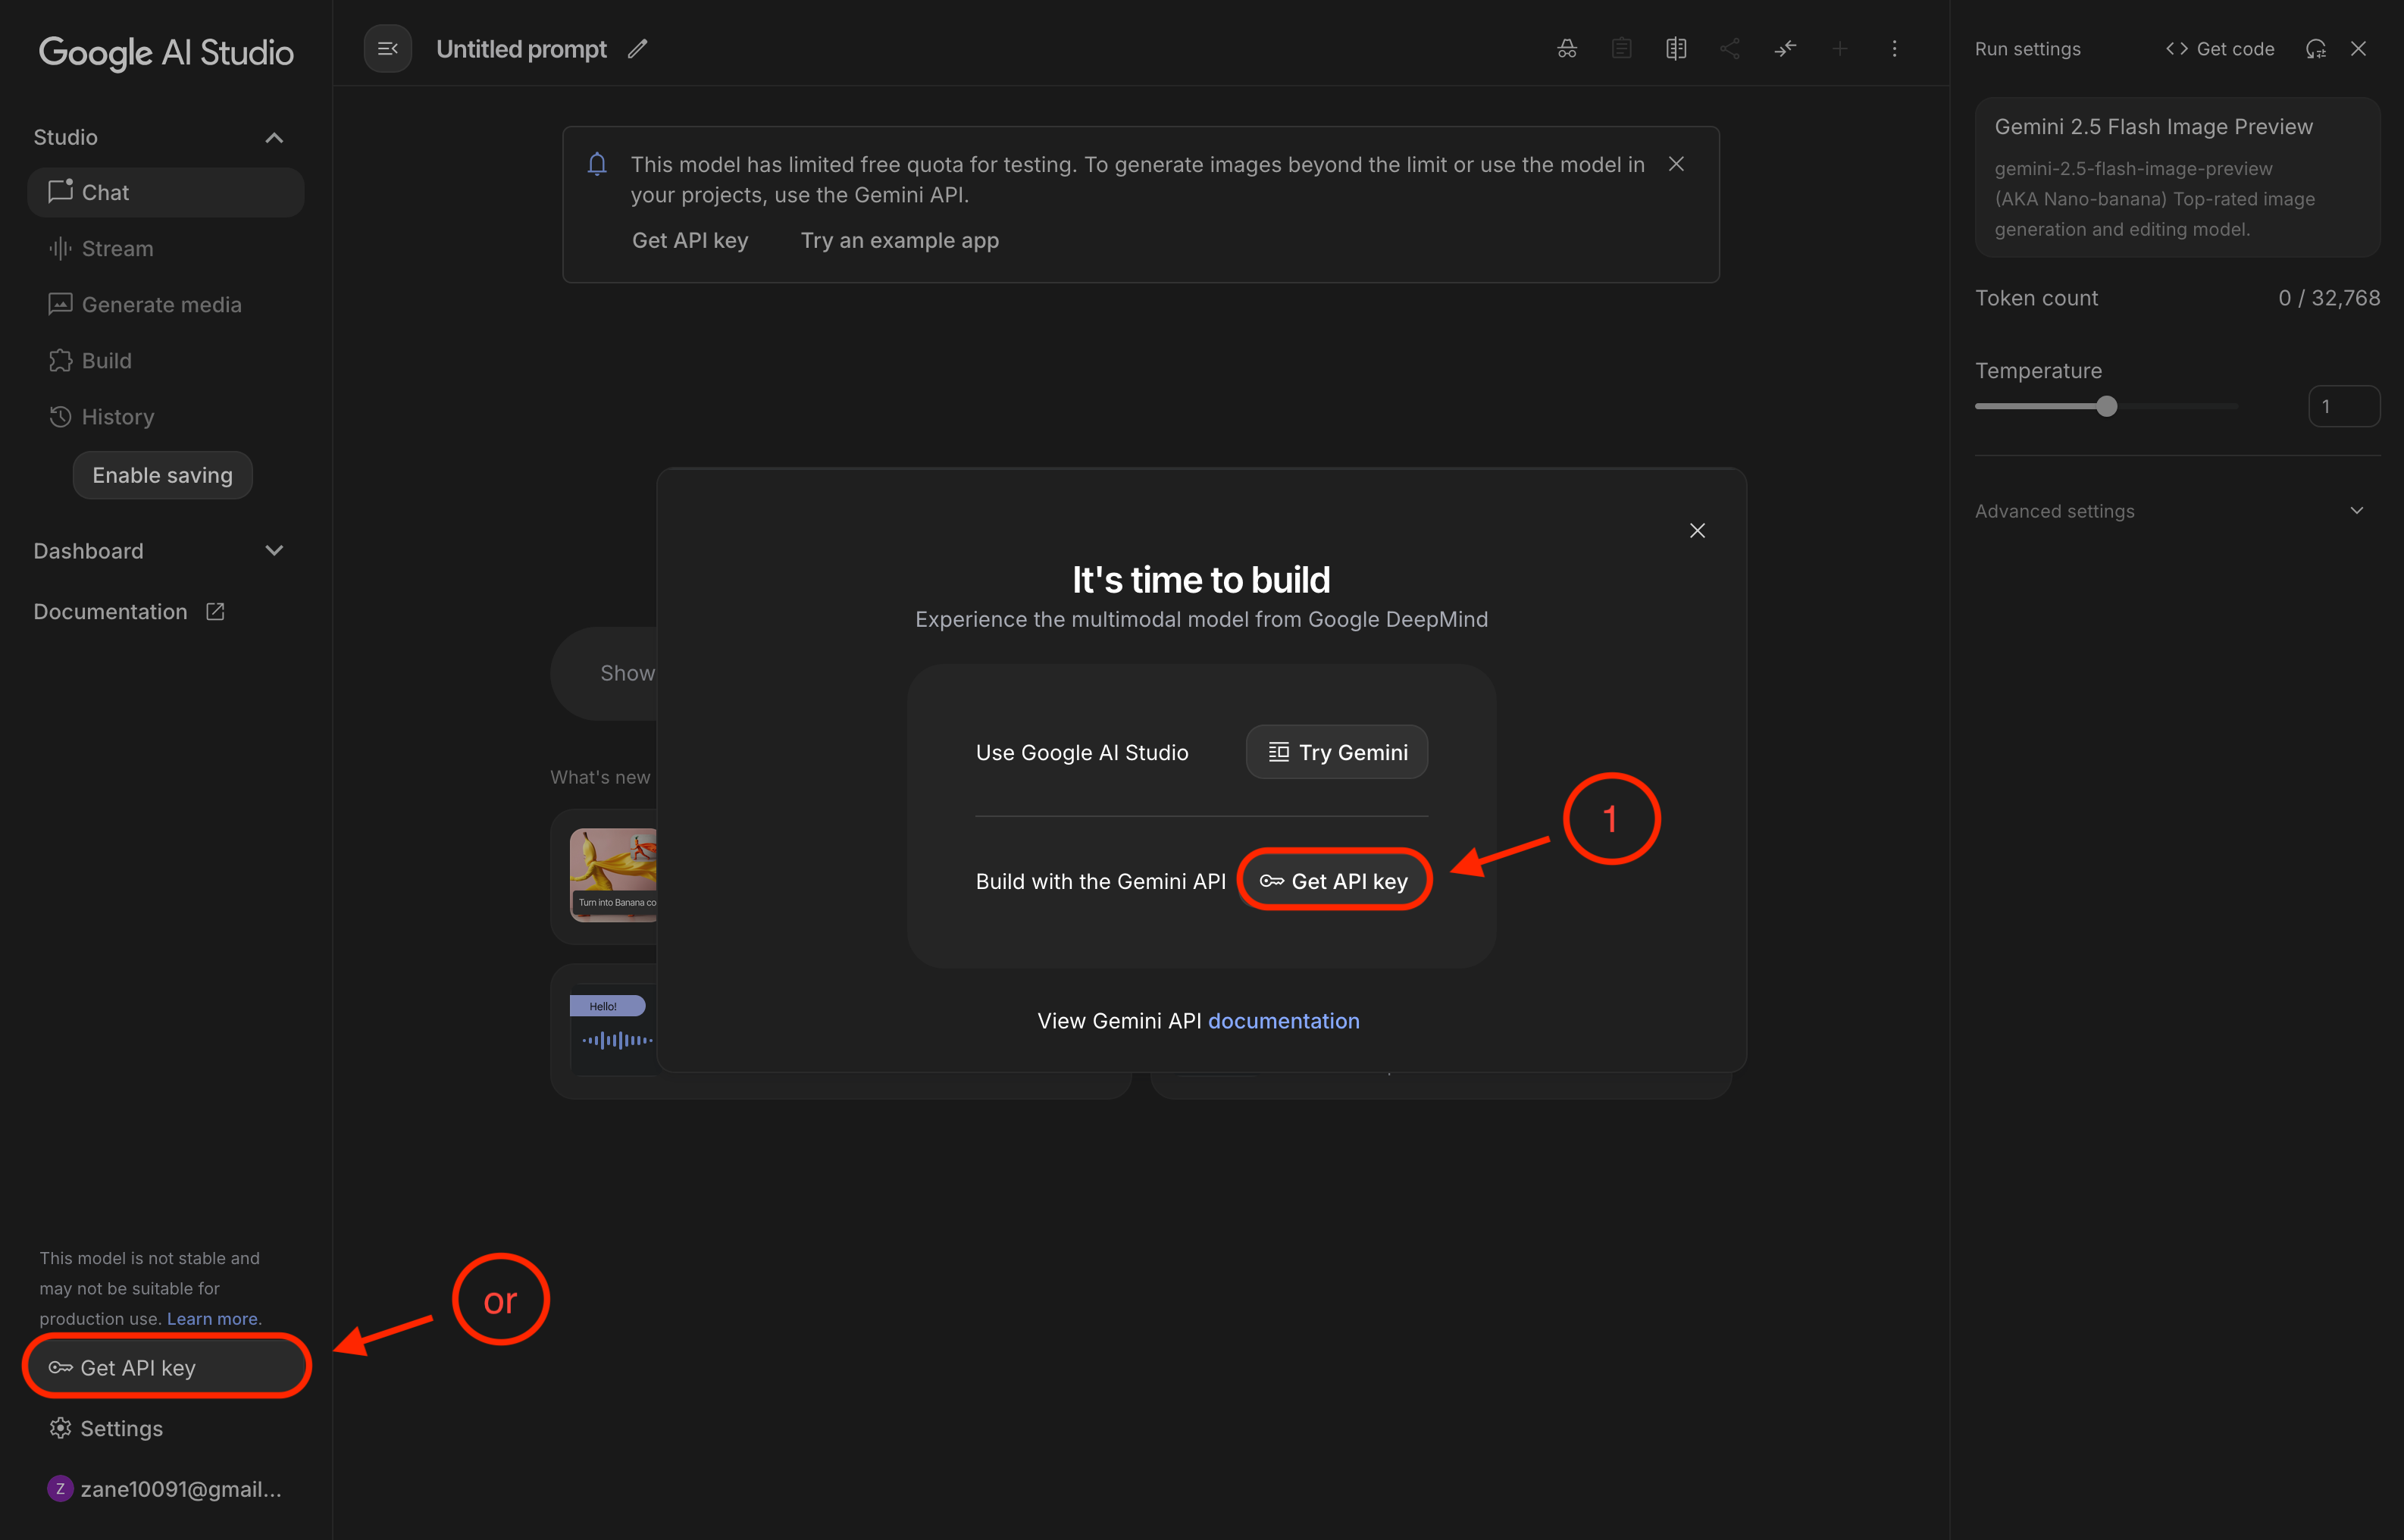 Google AI Studio
Studio
Chat
Stream
Generate media
Build
History
Enable saving
Dashboard
Documentation
This model is not stable and
may not be suitable for
production use. Learn more.
Get API key
Settings
Z zane10091@gmail...
or
Untitled prompt
This model has limited free quota for testing. To generate images beyond the limit or use the model in
your projects, use the Gemini API.
Get API key Try an example app
Show
What's new
Turn into Banana co
Hello!
It's time to build
Experience the multimodal model from Google DeepMind
Use Google AI Studio Try Gemini
Build with the Gemini API Get API key
1
View Gemini API documentation
Run settings <> Get code
Gemini 2.5 Flash Image Preview
gemini-2.5-flash-image-preview
(AKA Nano-banana) Top-rated image
generation and editing model.
Token count 0 / 32,768
Temperature
1
Advanced settings